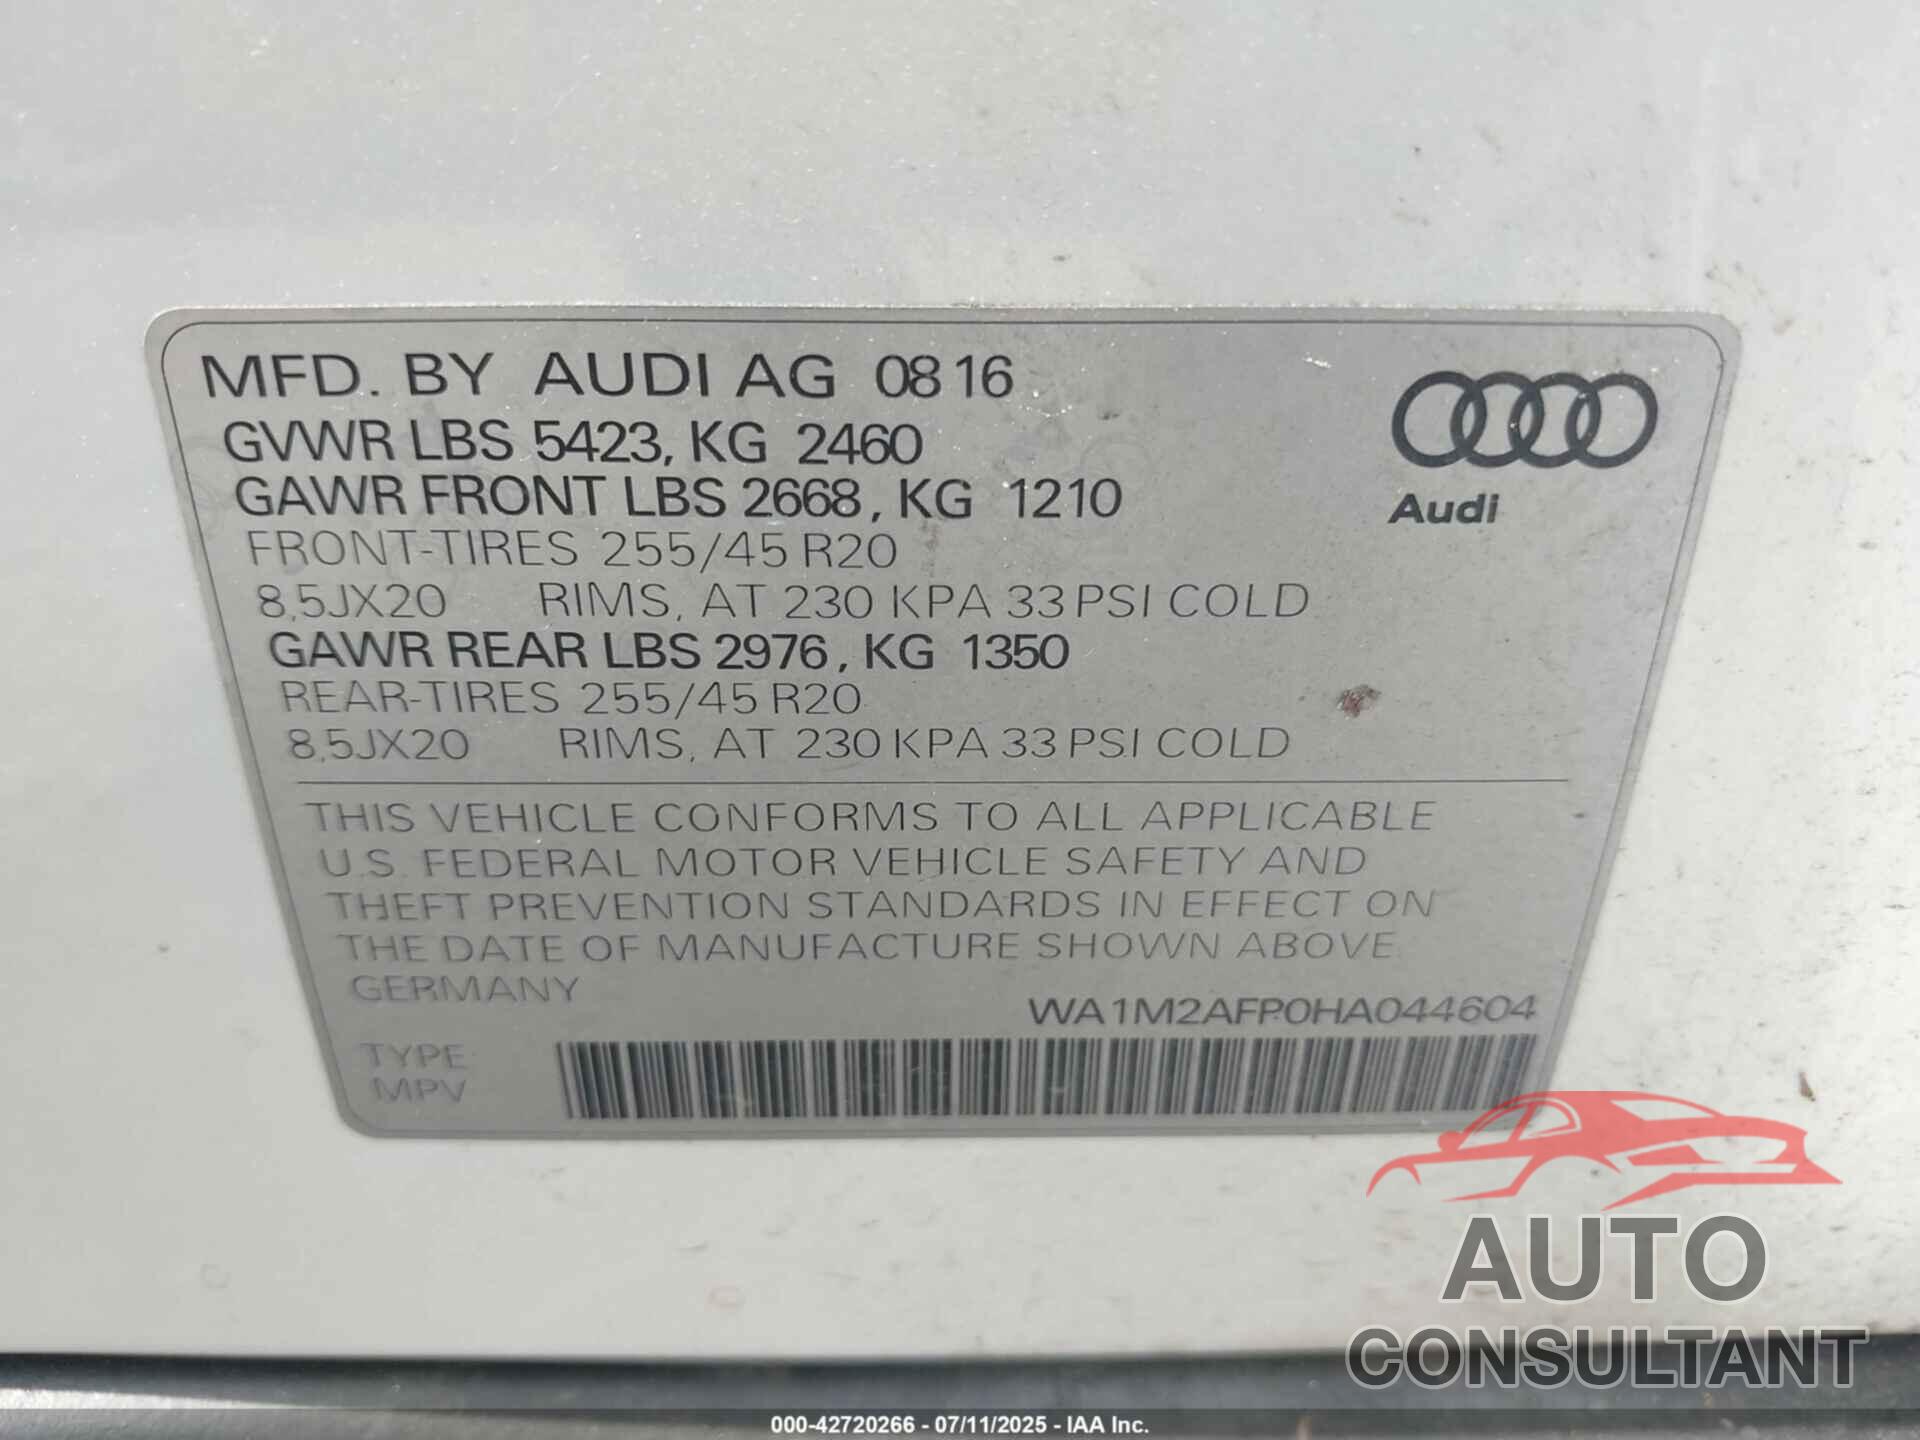 MFD. BY AUDI AG 08 16
GVWR LBS 5423, KG 2460
GAWR FRONT LBS 2668, KG 1210
FRONT-TIRES 255/45 R20
8,5JX20 RIMS, AT 230 KPA 33 PSI COLD
GAWR REAR LBS 2976, KG 1350
REAR-TIRES 255/45 R20
8,5JX20 RIMS, AT 230 KPA 33 PSI COLD
Audi
THIS VEHICLE CONFORMS TO ALL APPLICABLE
U.S. FEDERAL MOTOR VEHICLE SAFETY AND
THEFT PREVENTION STANDARDS IN EFFECT ON
THE DATE OF MANUFACTURE SHOWN ABOVE.
GERMANY
WA1M2AFP0HA044604
TYPE:
MPV
AUTO
CONSULTANT
000-42720266 - 07/11/2025 - IAA Inc.